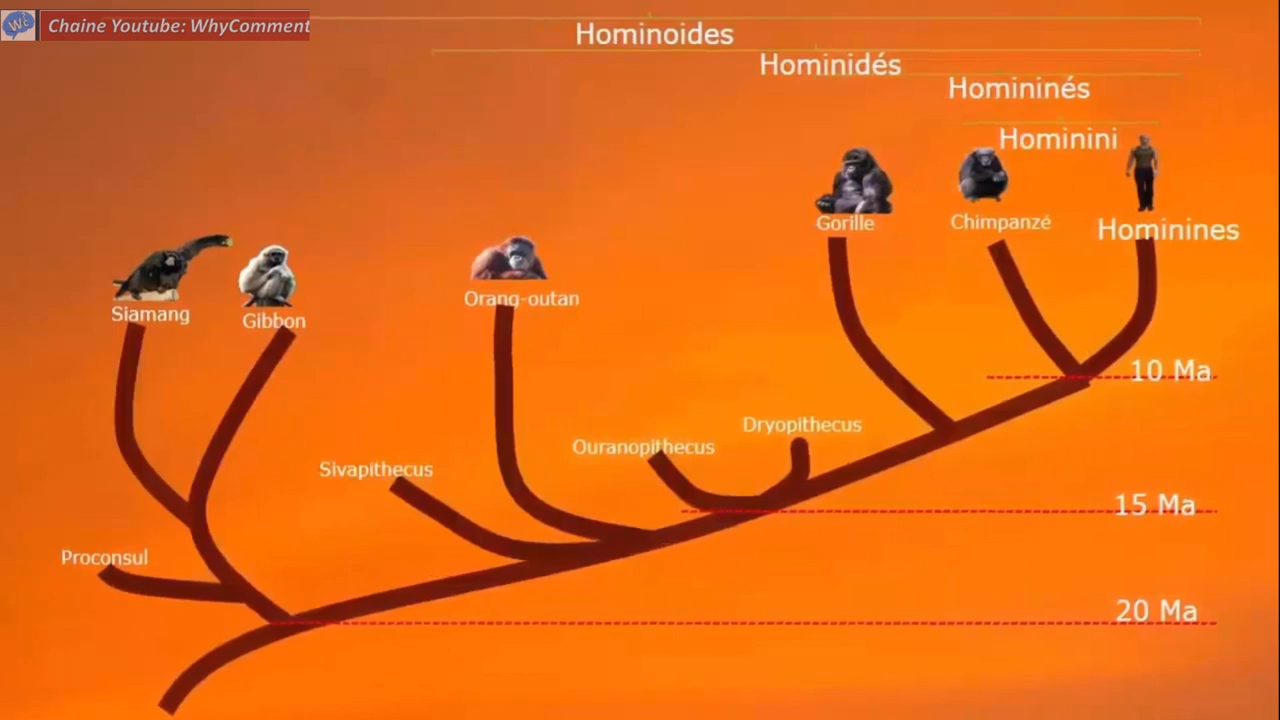 Chaine Youtube: WhyComment
Hominoides
Hominidés
Homininés
Hominini
Gorille
Chimpanzé
Hominines
Orang-outan
Siamang
Gibbon
10 Ma
Dryopithecus
Ouranopithecus
Sivapithecus
15 Ma
Proconsul
20 Ma